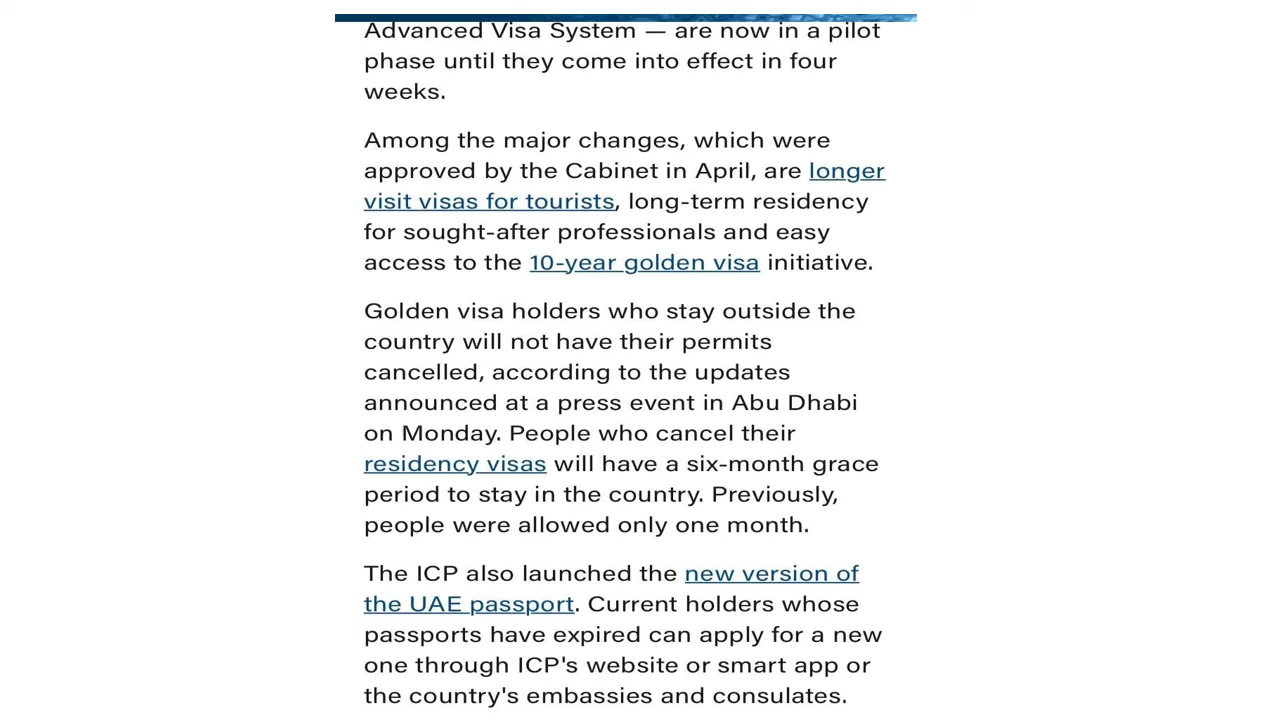 Advanced Visa System — are now in a pilot
phase until they come into effect in four
weeks.
Among the major changes, which were
approved by the Cabinet in April, are longer
visit visas for tourists, long-term residency
for sought-after professionals and easy
access to the 10-year golden visa initiative.
Golden visa holders who stay outside the
country will not have their permits
cancelled, according to the updates
announced at a press event in Abu Dhabi
on Monday. People who cancel their
residency visas will have a six-month grace
period to stay in the country. Previously,
people were allowed only one month.
The ICP also launched the new version of
the UAE passport. Current holders whose
passports have expired can apply for a new
one through ICP's website or smart app or
the country's embassies and consulates.